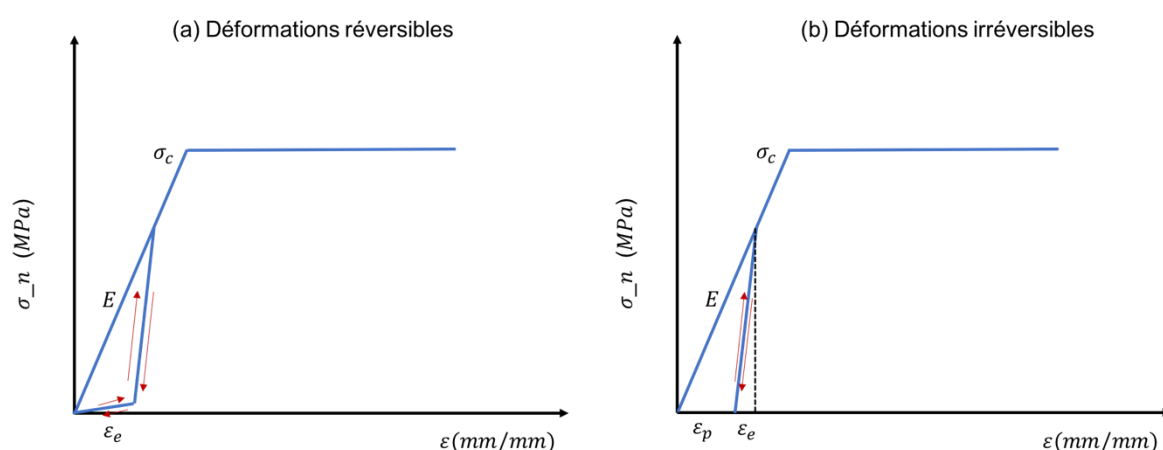 (a) Déformations réversibles
σ_c
σ_n (MPa)
E
ε_e
ε(mm/mm)
(b) Déformations irréversibles
σ_c
σ_n (MPa)
E
ε_p
ε_e
ε(mm/mm)